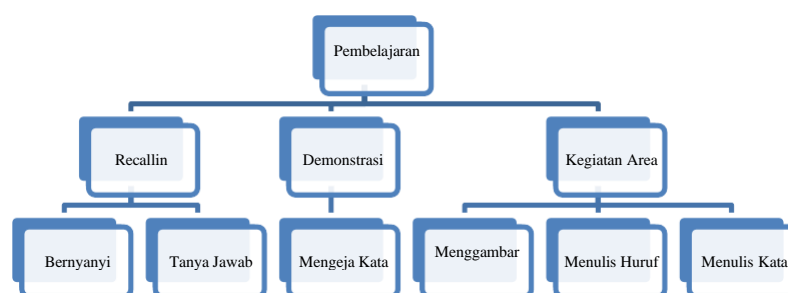 Pembelajaran
Recallin
Demonstrasi
Kegiatan Area
Bernyanyi
Tanya Jawab
Mengeja Kata
Menggambar
Menulis Huruf
Menulis Kata